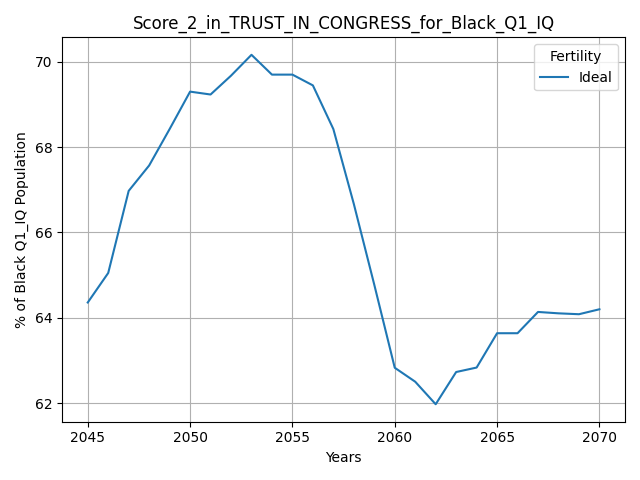 Score_2_in_TRUST_IN_CONGRESS_for_Black_Q1_IQ
Fertility
Ideal
% of Black Q1_IQ Population
70
68
66
64
62
2045
2050
2055
2060
2065
2070
Years